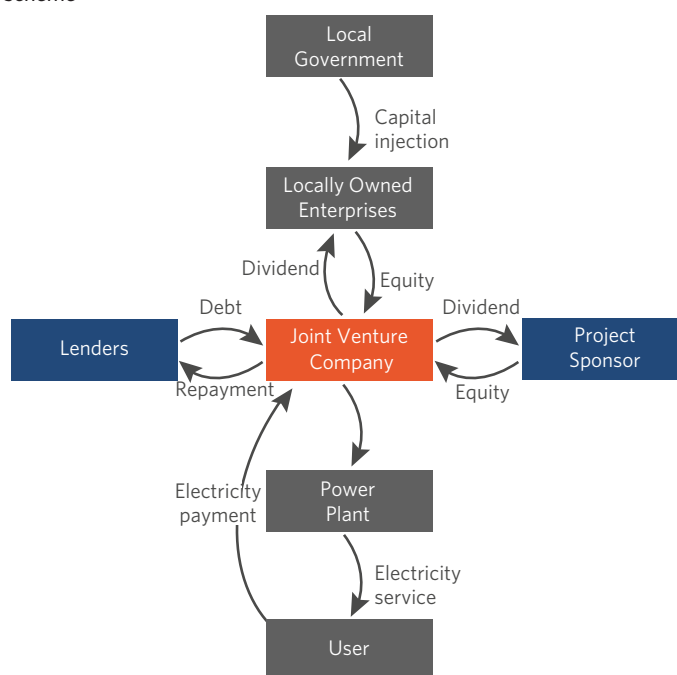 scheme
Local
Government
Capital
injection
Locally Owned
Enterprises
Dividend
Equity
Debt
Dividend
Lenders
Joint Venture
Company
Project
Sponsor
Repayment
Equity
Electricity
payment
Power
Plant
Electricity
service
User